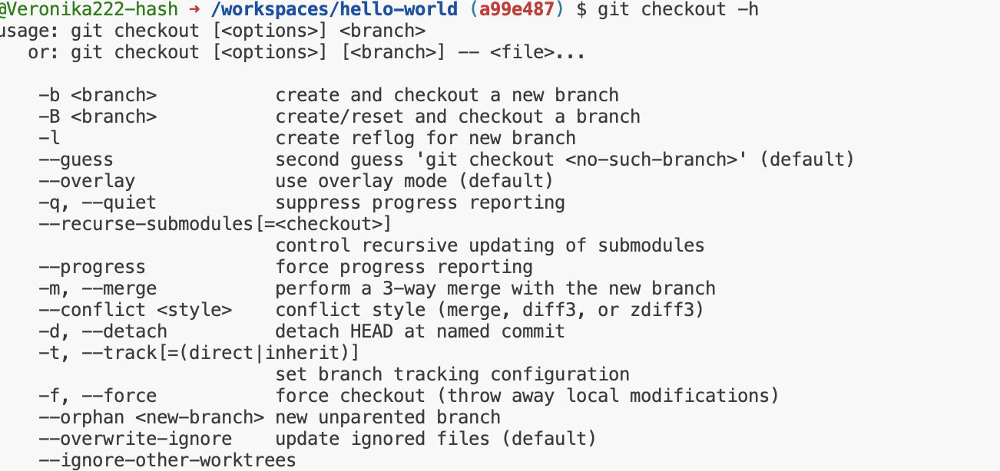 @Veronika222-hash ➜ /workspaces/hello-world (a99e487) $ git checkout -h
usage: git checkout [<options>] <branch>
   or: git checkout [<options>] [<branch>] -- <file>...

    -b <branch>           create and checkout a new branch
    -B <branch>           create/reset and checkout a branch
    -l                    create reflog for new branch
    --guess               second guess 'git checkout <no-such-branch>' (default)
    --overlay             use overlay mode (default)
    -q, --quiet           suppress progress reporting
    --recurse-submodules[=<checkout>]
                          control recursive updating of submodules
    --progress            force progress reporting
    -m, --merge           perform a 3-way merge with the new branch
    --conflict <style>    conflict style (merge, diff3, or zdiff3)
    -d, --detach          detach HEAD at named commit
    -t, --track[=(direct|inherit)]
                          set branch tracking configuration
    -f, --force           force checkout (throw away local modifications)
    --orphan <new-branch> new unparented branch
    --overwrite-ignore    update ignored files (default)
    --ignore-other-worktrees